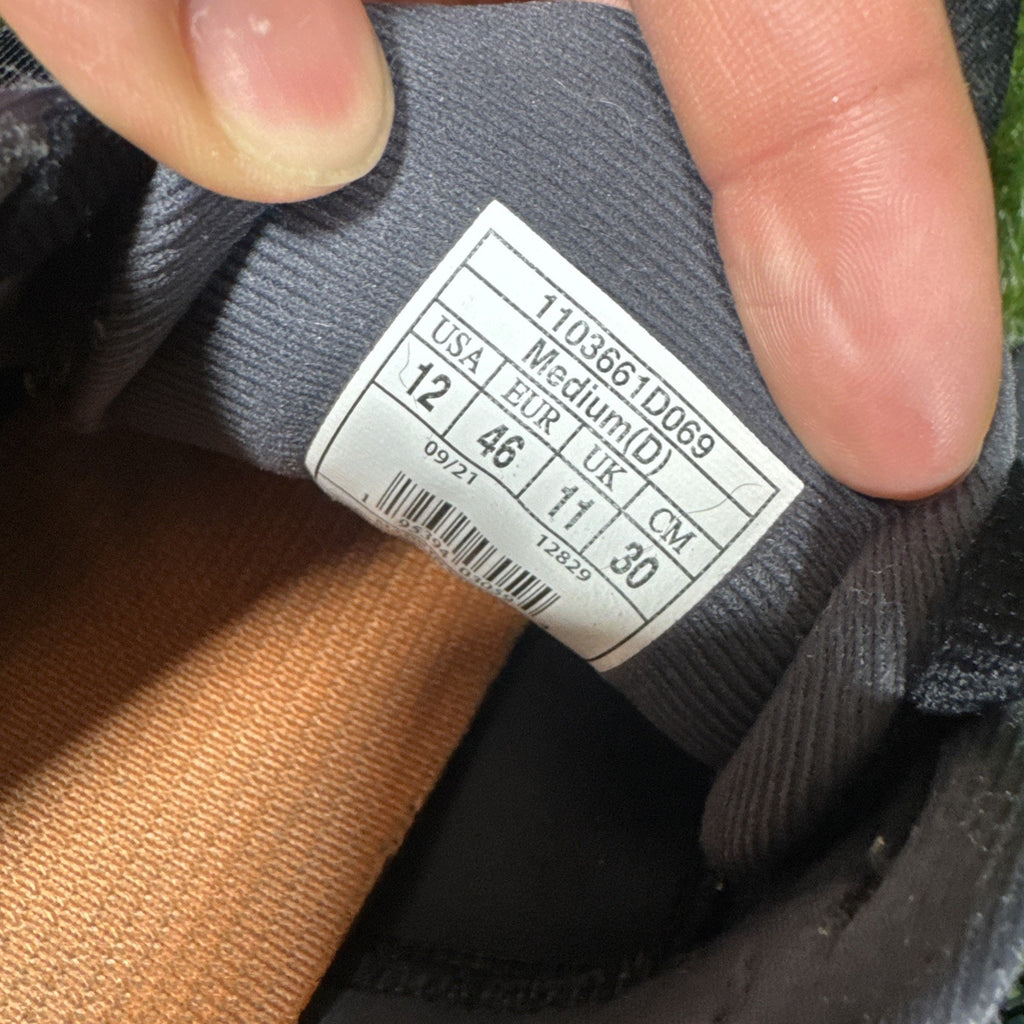 1103661D069
Medium(D)
USA EUR UK CM
12 46 11 30
09/21 12829